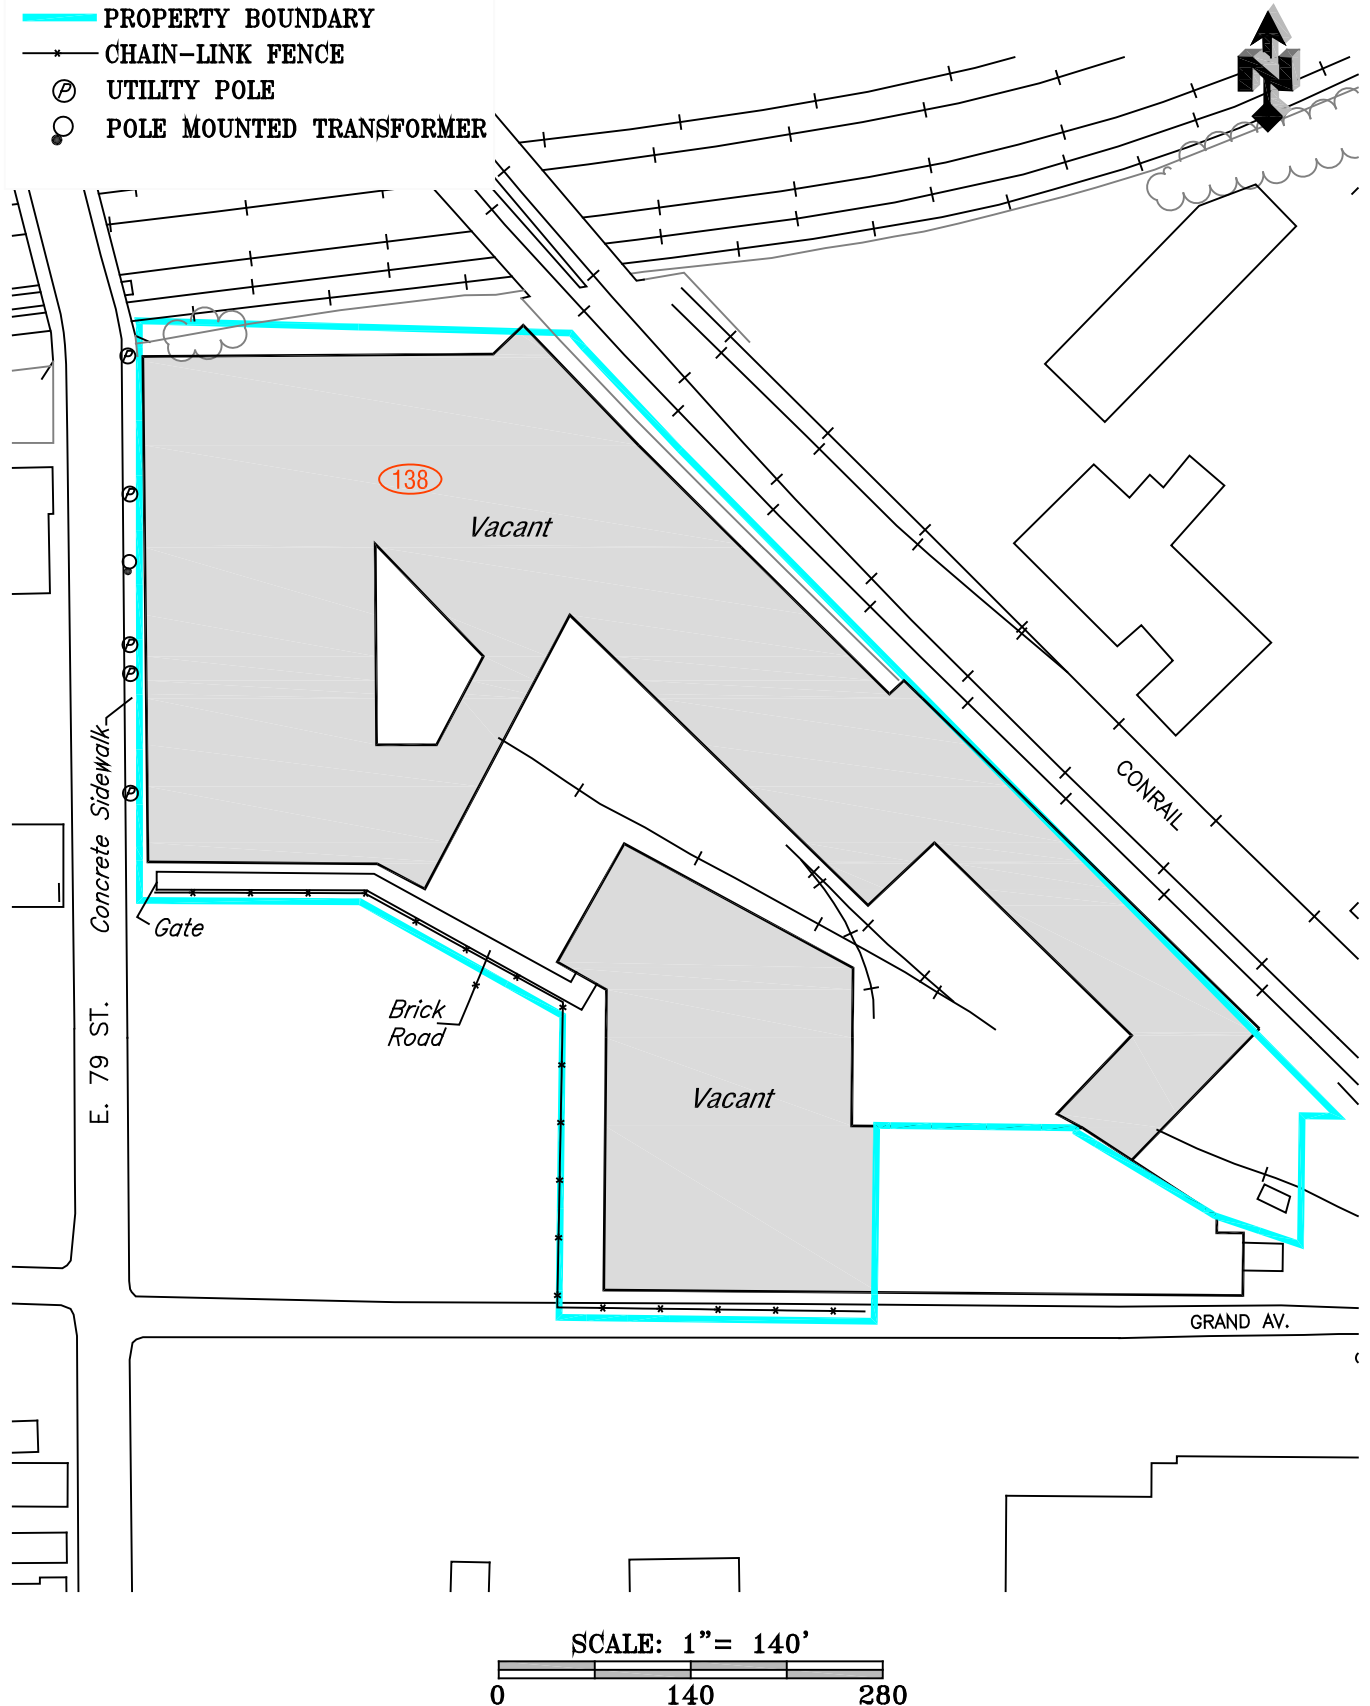 PROPERTY BOUNDARY
CHAIN-LINK FENCE
P UTILITY POLE
POLE MOUNTED TRANSFORMER
N
P
138
P
Vacant
P
P
Concrete Sidewalk
P
CONRAIL
Gate
Brick
Road
E. 79 ST.
Vacant
GRAND AV.
SCALE: 1"= 140'
0 140 280